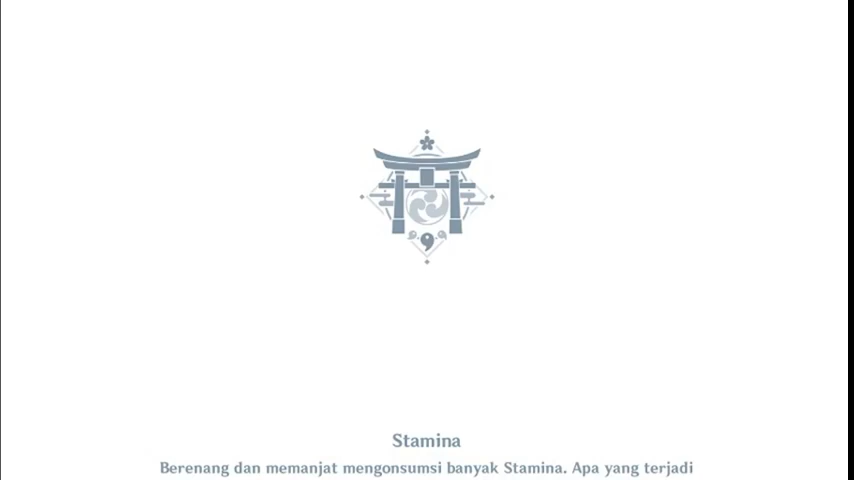 Stamina
Berenang dan memanjat mengonsumsi banyak Stamina. Apa yang terjadi